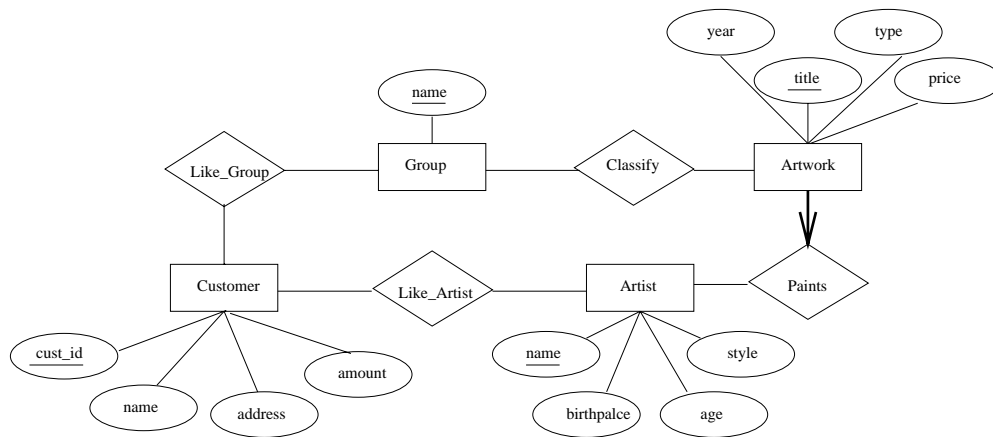 year
type
title
price
name
Like_Group
Group
Classify
Artwork
Customer
Like_Artist
Artist
Paints
cust_id
name
address
amount
name
birthpalce
age
style